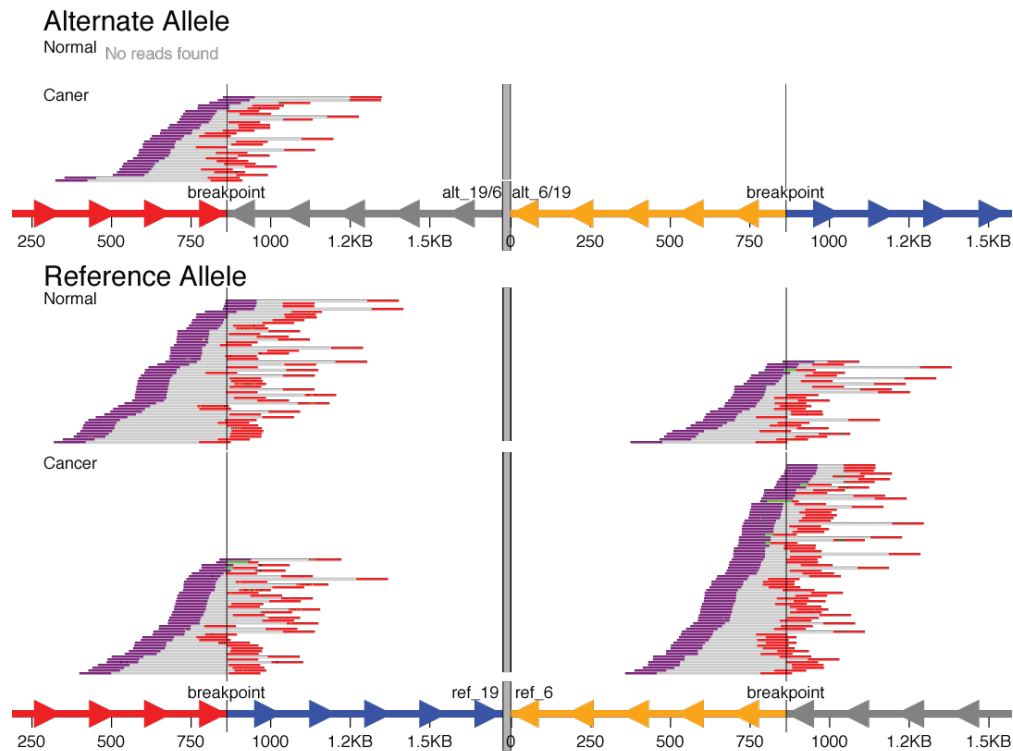 Alternate Allele
Normal No reads found
Caner
breakpoint alt_19/6 alt_6/19 breakpoint
250 500 750 1000 1.2KB 1.5KB 0 250 500 750 1000 1.2KB 1.5KB
Reference Allele
Normal
Cancer
breakpoint ref_19 ref_6 breakpoint
250 500 750 1000 1.2KB 1.5KB 0 250 500 750 1000 1.2KB 1.5KB